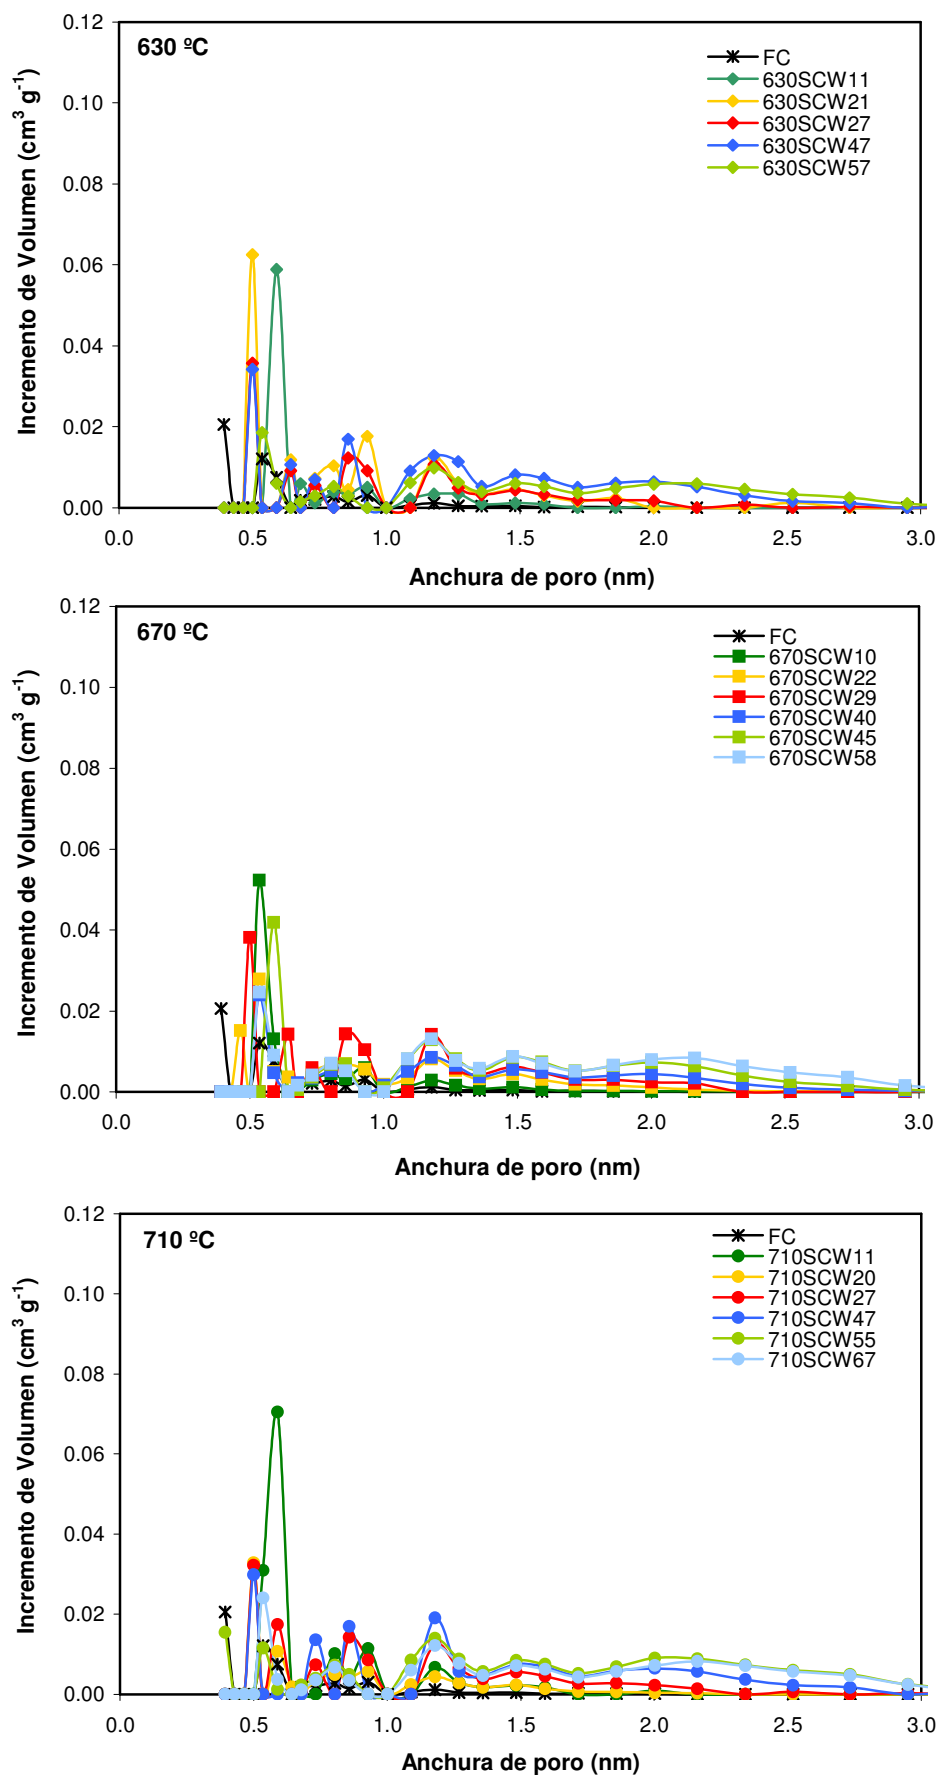 630 ºC
FC
630SCW11
630SCW21
630SCW27
630SCW47
630SCW57
Incremento de Volumen (cm³ g⁻¹)
0.12
0.10
0.08
0.06
0.04
0.02
0.00
0.0 0.5 1.0 1.5 2.0 2.5 3.0
Anchura de poro (nm)
670 ºC
FC
670SCW10
670SCW22
670SCW29
670SCW40
670SCW45
670SCW58
Incremento de Volumen (cm³ g⁻¹)
0.12
0.10
0.08
0.06
0.04
0.02
0.00
0.0 0.5 1.0 1.5 2.0 2.5 3.0
Anchura de poro (nm)
710 ºC
FC
710SCW11
710SCW20
710SCW27
710SCW47
710SCW55
710SCW67
Incremento de Volumen (cm³ g⁻¹)
0.12
0.10
0.08
0.06
0.04
0.02
0.00
0.0 0.5 1.0 1.5 2.0 2.5 3.0
Anchura de poro (nm)